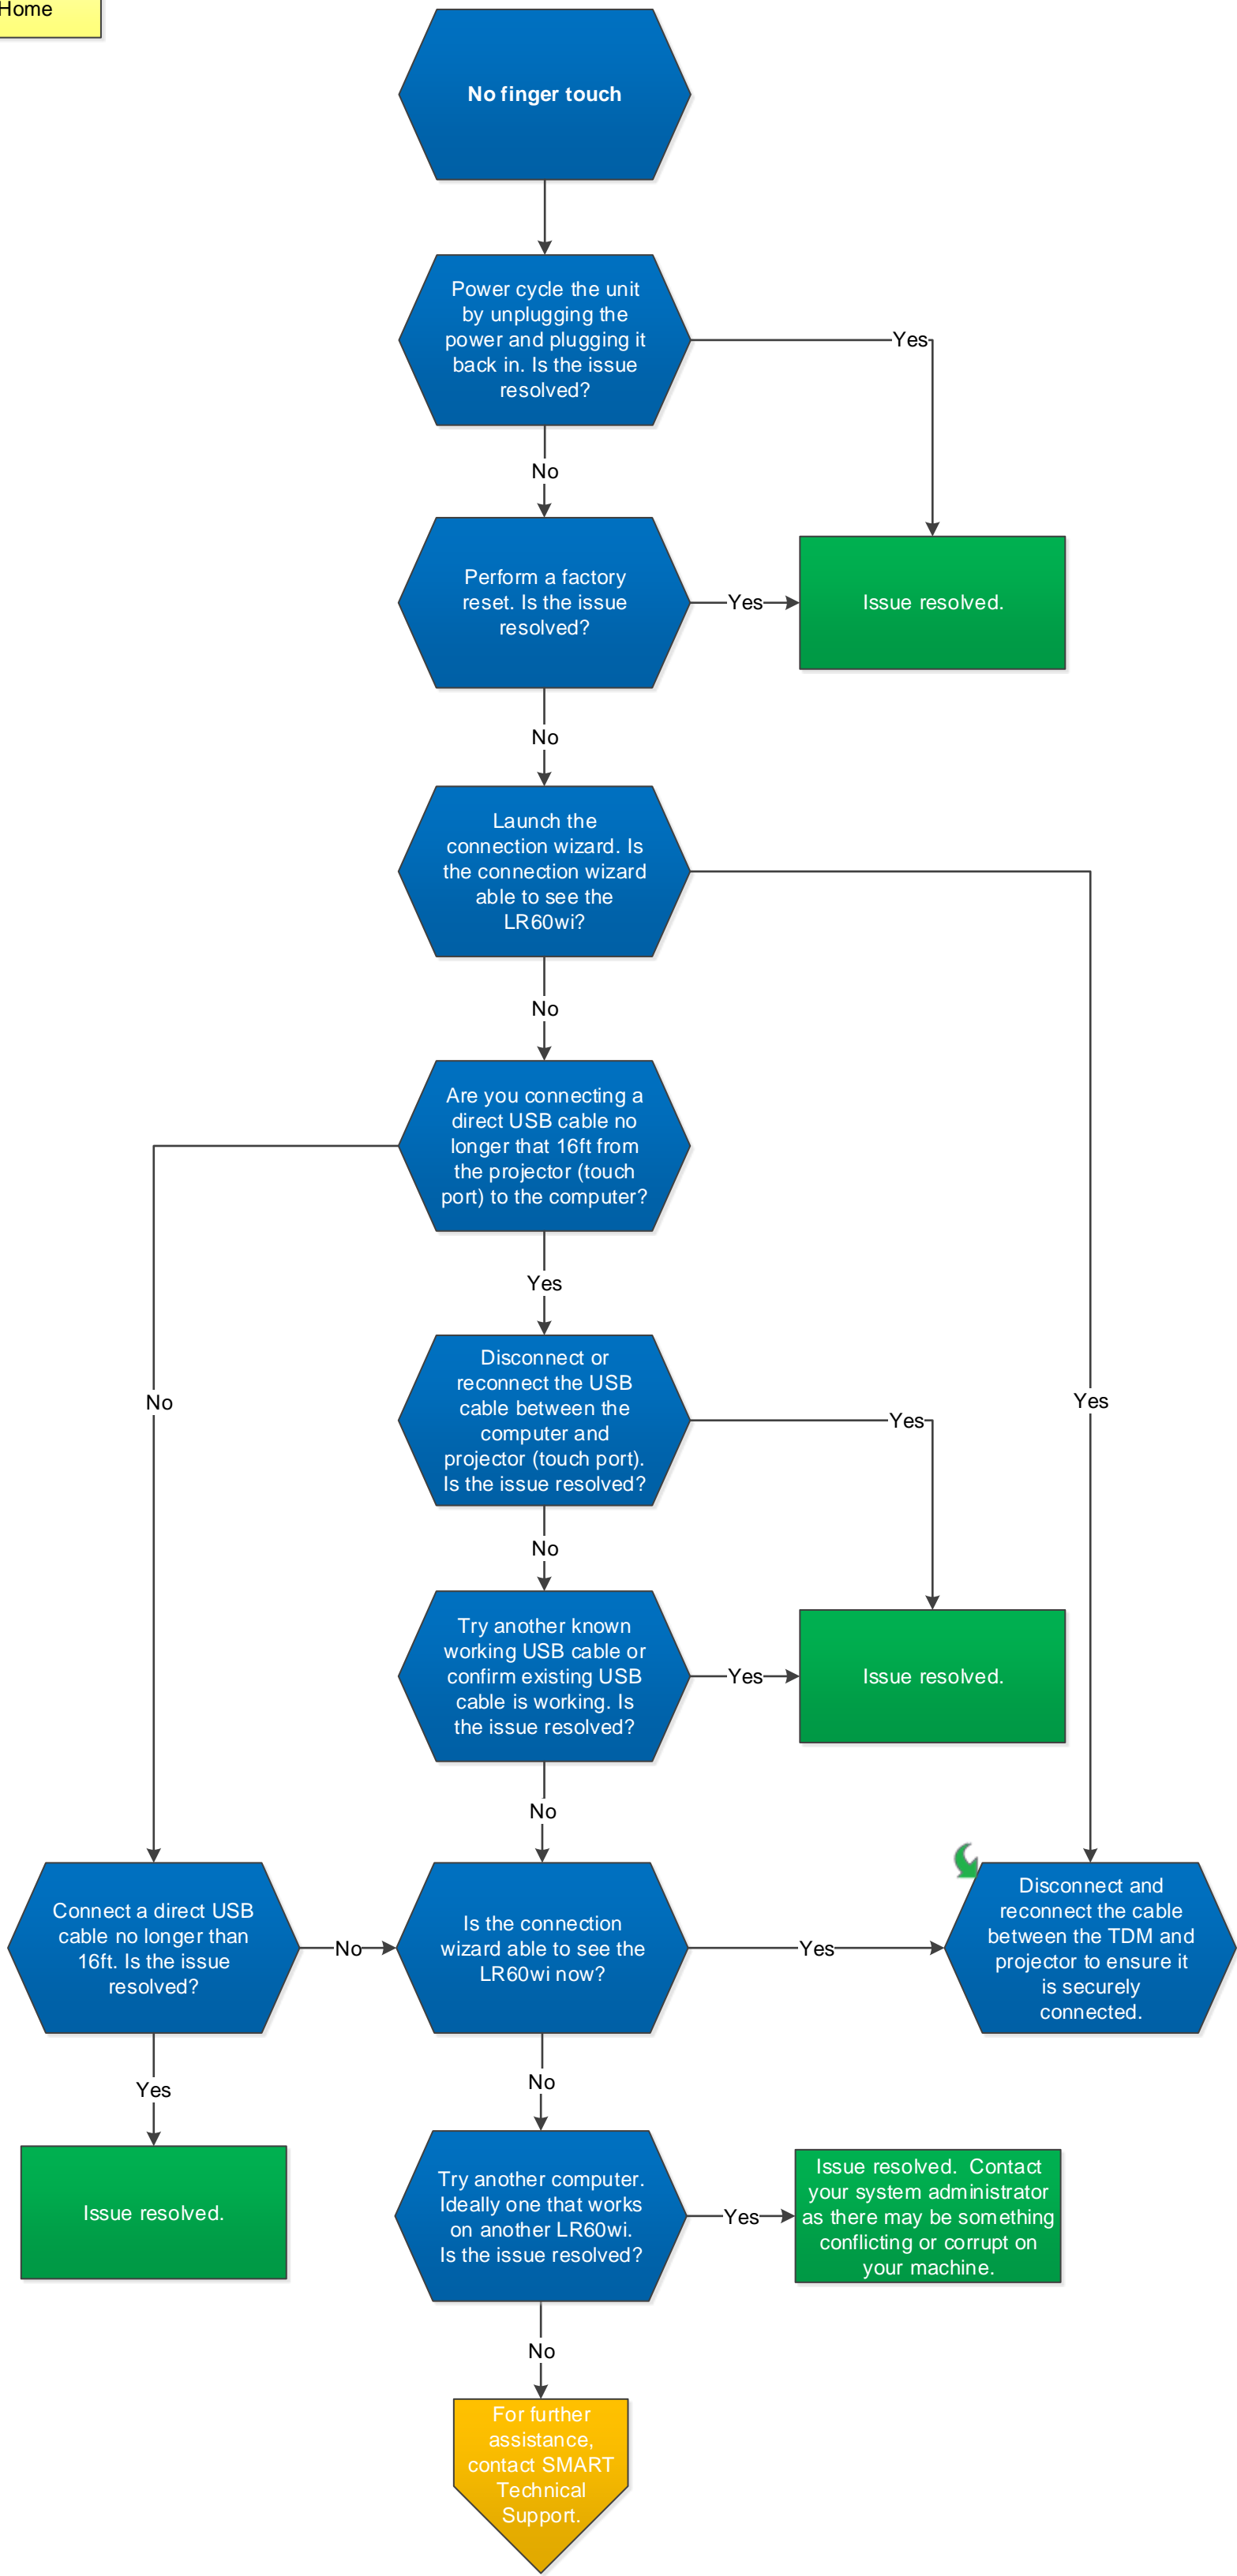 Home
No finger touch
Power cycle the unit
by unplugging the
power and plugging it
back in. Is the issue
resolved?
Yes
No
Perform a factory
reset. Is the issue
resolved?
Yes
Issue resolved.
No
Launch the
connection wizard. Is
the connection wizard
able to see the
LR60wi?
No
Are you connecting a
direct USB cable no
longer that 16ft from
the projector (touch
port) to the computer?
Yes
Disconnect or
reconnect the USB
cable between the
computer and
projector (touch port).
Is the issue resolved?
No
Yes
Yes
No
Try another known
working USB cable or
confirm existing USB
cable is working. Is
the issue resolved?
Yes
Issue resolved.
No
Connect a direct USB
cable no longer than
16ft. Is the issue
resolved?
No
Is the connection
wizard able to see the
LR60wi now?
Yes
Disconnect and
reconnect the cable
between the TDM and
projector to ensure it
is securely
connected.
Yes
No
Issue resolved.
Try another computer.
Ideally one that works
on another LR60wi.
Is the issue resolved?
Yes
Issue resolved.  Contact
your system administrator
as there may be something
conflicting or corrupt on
your machine.
No
For further
assistance,
contact SMART
Technical
Support.